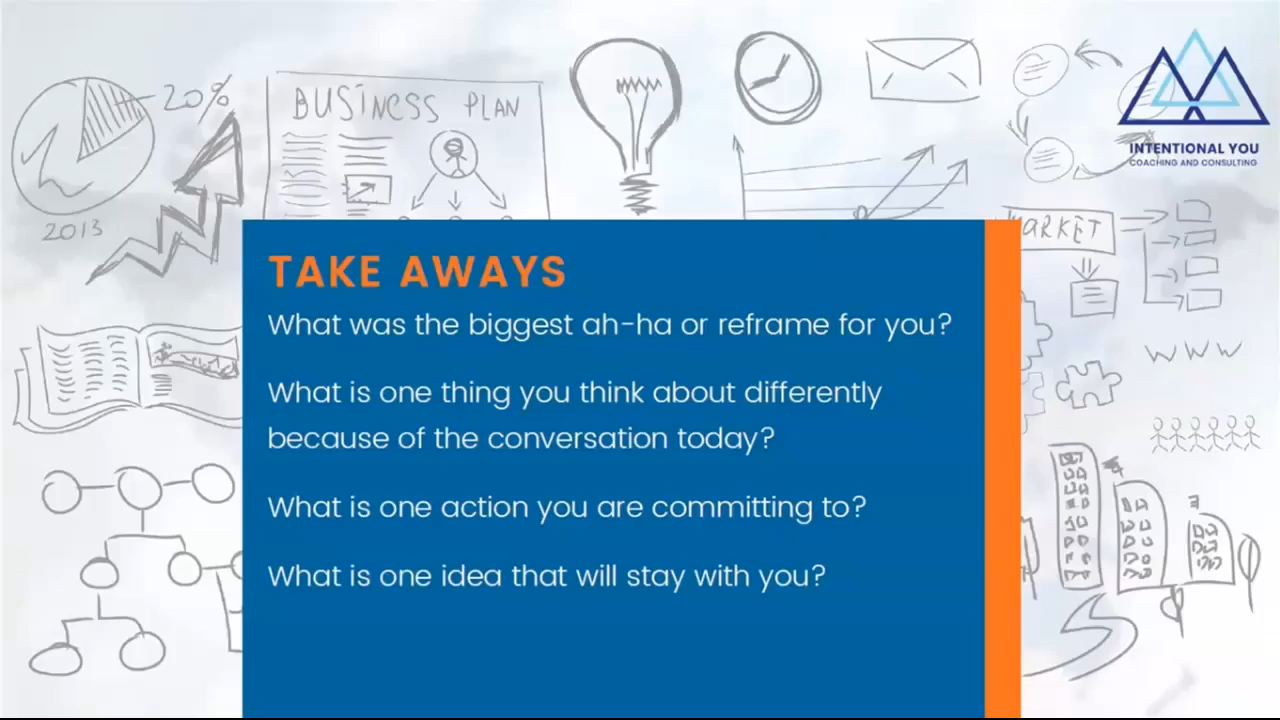 20%
BUSINESS PLAN
2013
INTENTIONAL YOU
COACHING AND CONSULTING
MARKET
WWW
TAKE AWAYS
What was the biggest ah-ha or reframe for you?
What is one thing you think about differently
because of the conversation today?
What is one action you are committing to?
What is one idea that will stay with you?